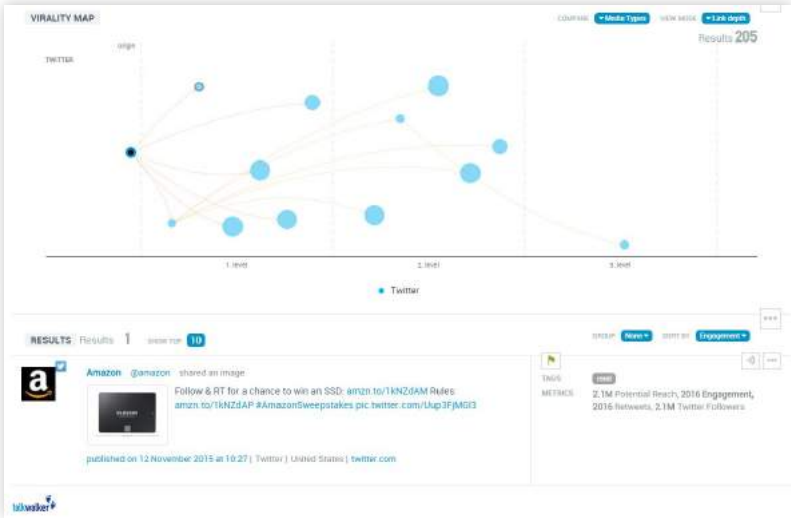 VIRALITY MAP
COMPARE Media Types VIEW MODE Link depth
Results 205
origin
TWITTER
1. level 2. level 3. level
Twitter
RESULTS Results 1 SHOW TOP 10
GROUP None SORT BY Engagement
Amazon @amazon shared an image
Follow & RT for a chance to win an SSD: amzn.to/1kNZdAM Rules:
amzn.to/1kNZdAP #AmazonSweepstakes pic.twitter.com/Uup3FjMGI3
published on 12 November 2015 at 10:27 | Twitter | United States | twitter.com
TAGS
METRICS 2.1M Potential Reach, 2016 Engagement,
2016 Retweets, 2.1M Twitter Followers
talkwalker